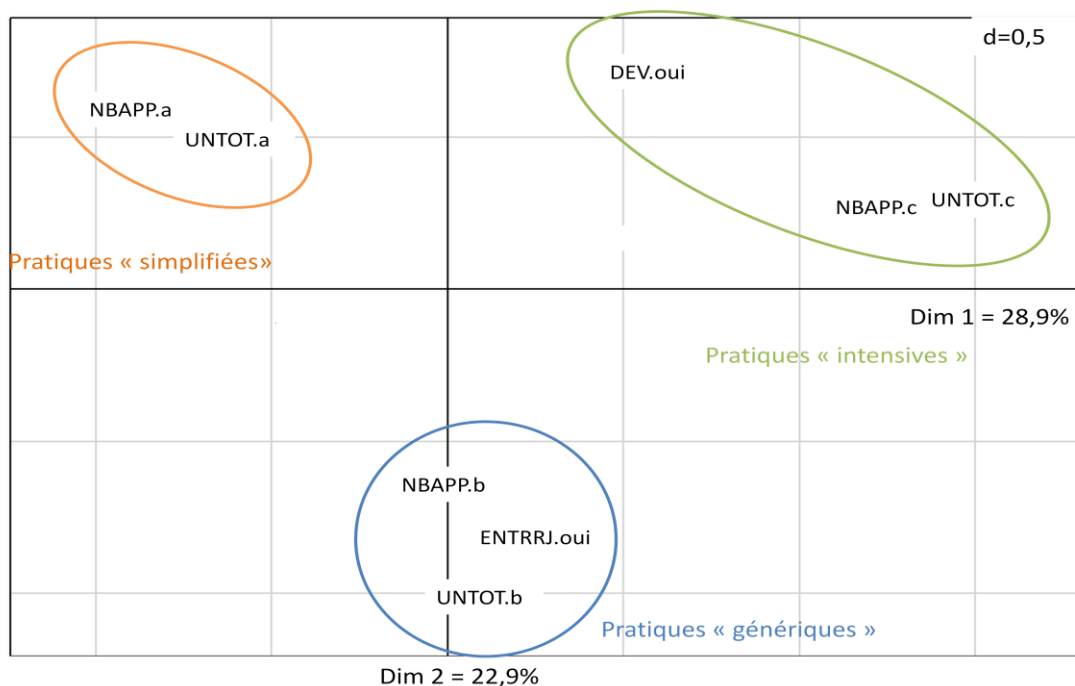 d=0,5
DEV.oui
NBAPP.a
UNTOT.a
UNTOT.c
NBAPP.c
Pratiques « simplifiées»
Dim 1 = 28,9%
Pratiques « intensives »
NBAPP.b
ENTRRJ.oui
UNTOT.b
Pratiques « génériques »
Dim 2 = 22,9%